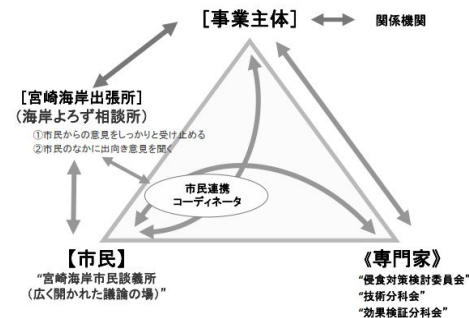 ［事業主体］
関係機関
［宮崎海岸出張所］
（海岸よろず相談所）
①市民からの意見をしっかりと受け止める
②市民のなかに出向き意見を聞く
市民連携
コーディネータ
【市民】
“宮崎海岸市民談義所
（広く開かれた議論の場）”
《専門家》
“侵食対策検討委員会”
“技術分科会”
“効果検証分科会”